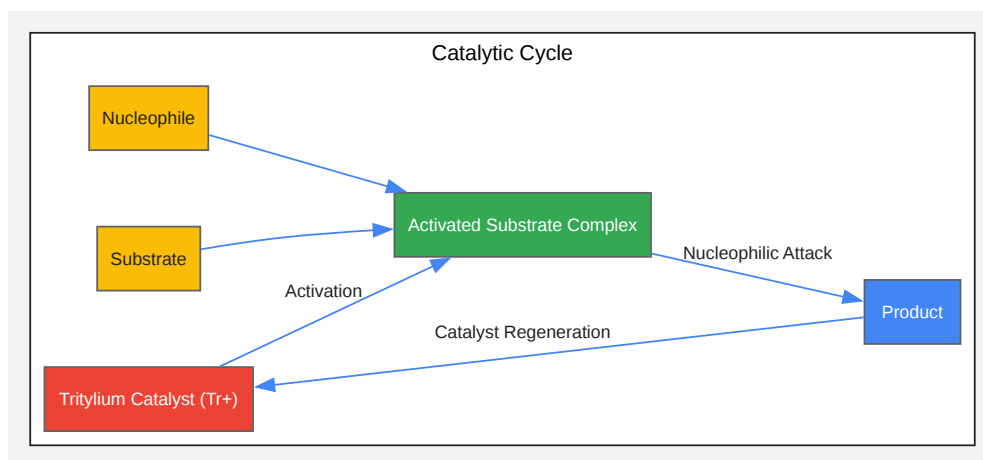 Catalytic Cycle
Nucleophile
Activated Substrate Complex
Substrate
Nucleophilic Attack
Activation
Product
Catalyst Regeneration
Tritylium Catalyst (Tr+)